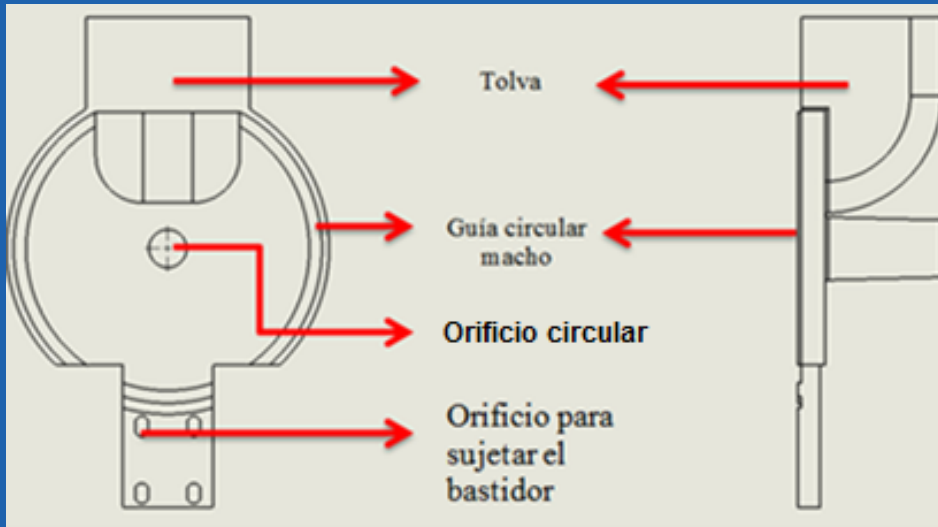 Tolva
Guía circular
macho
Orificio circular
Orificio para
sujetar el
bastidor